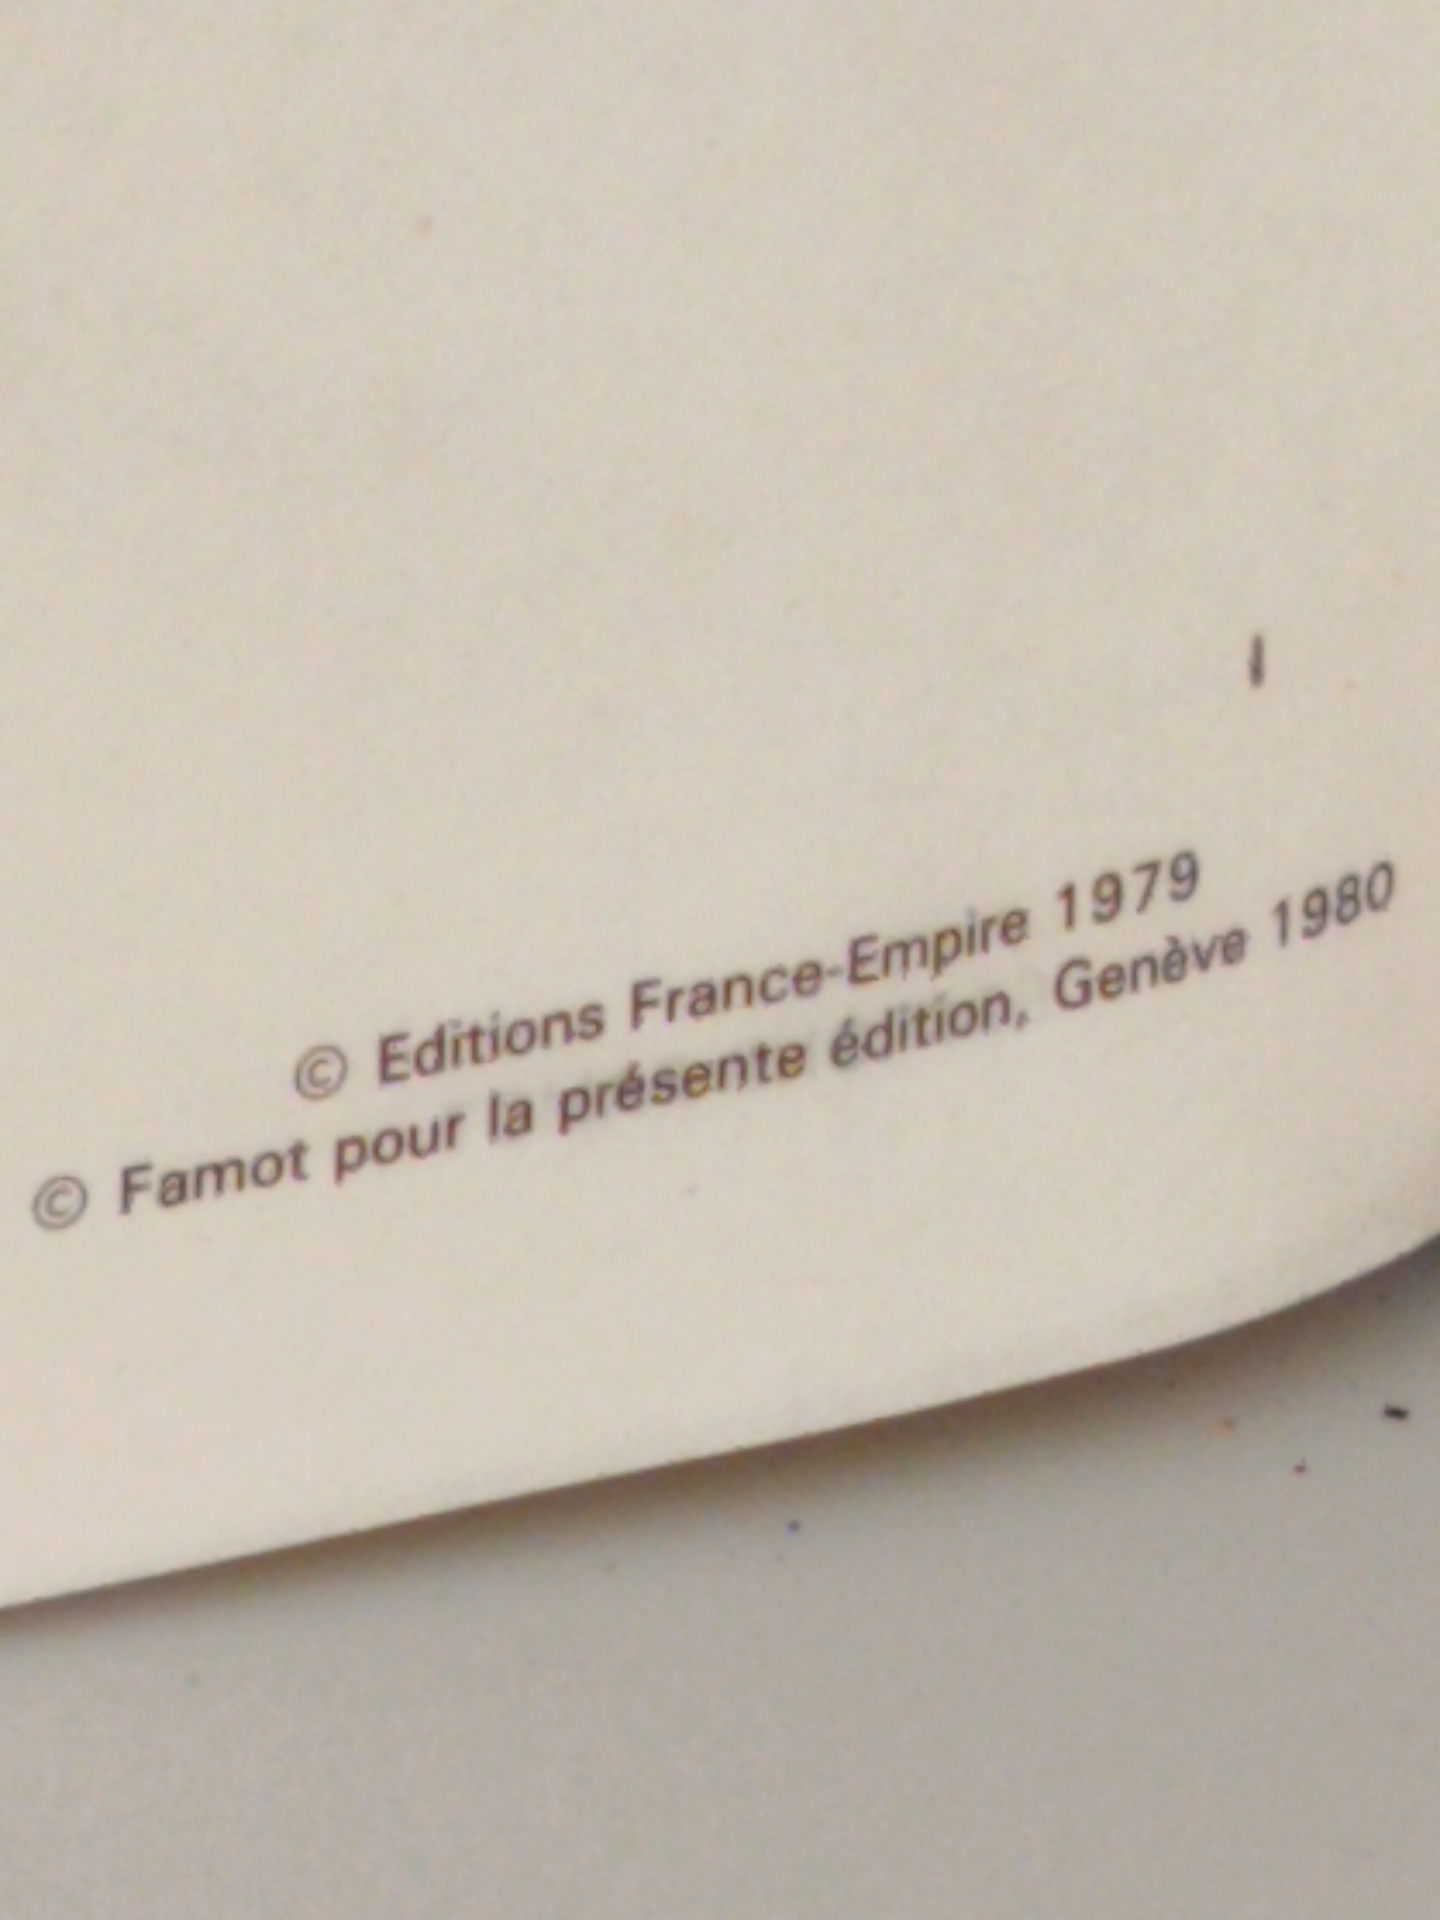 © Editions France-Empire 1979
© Famot pour la présente édition, Genève 1980